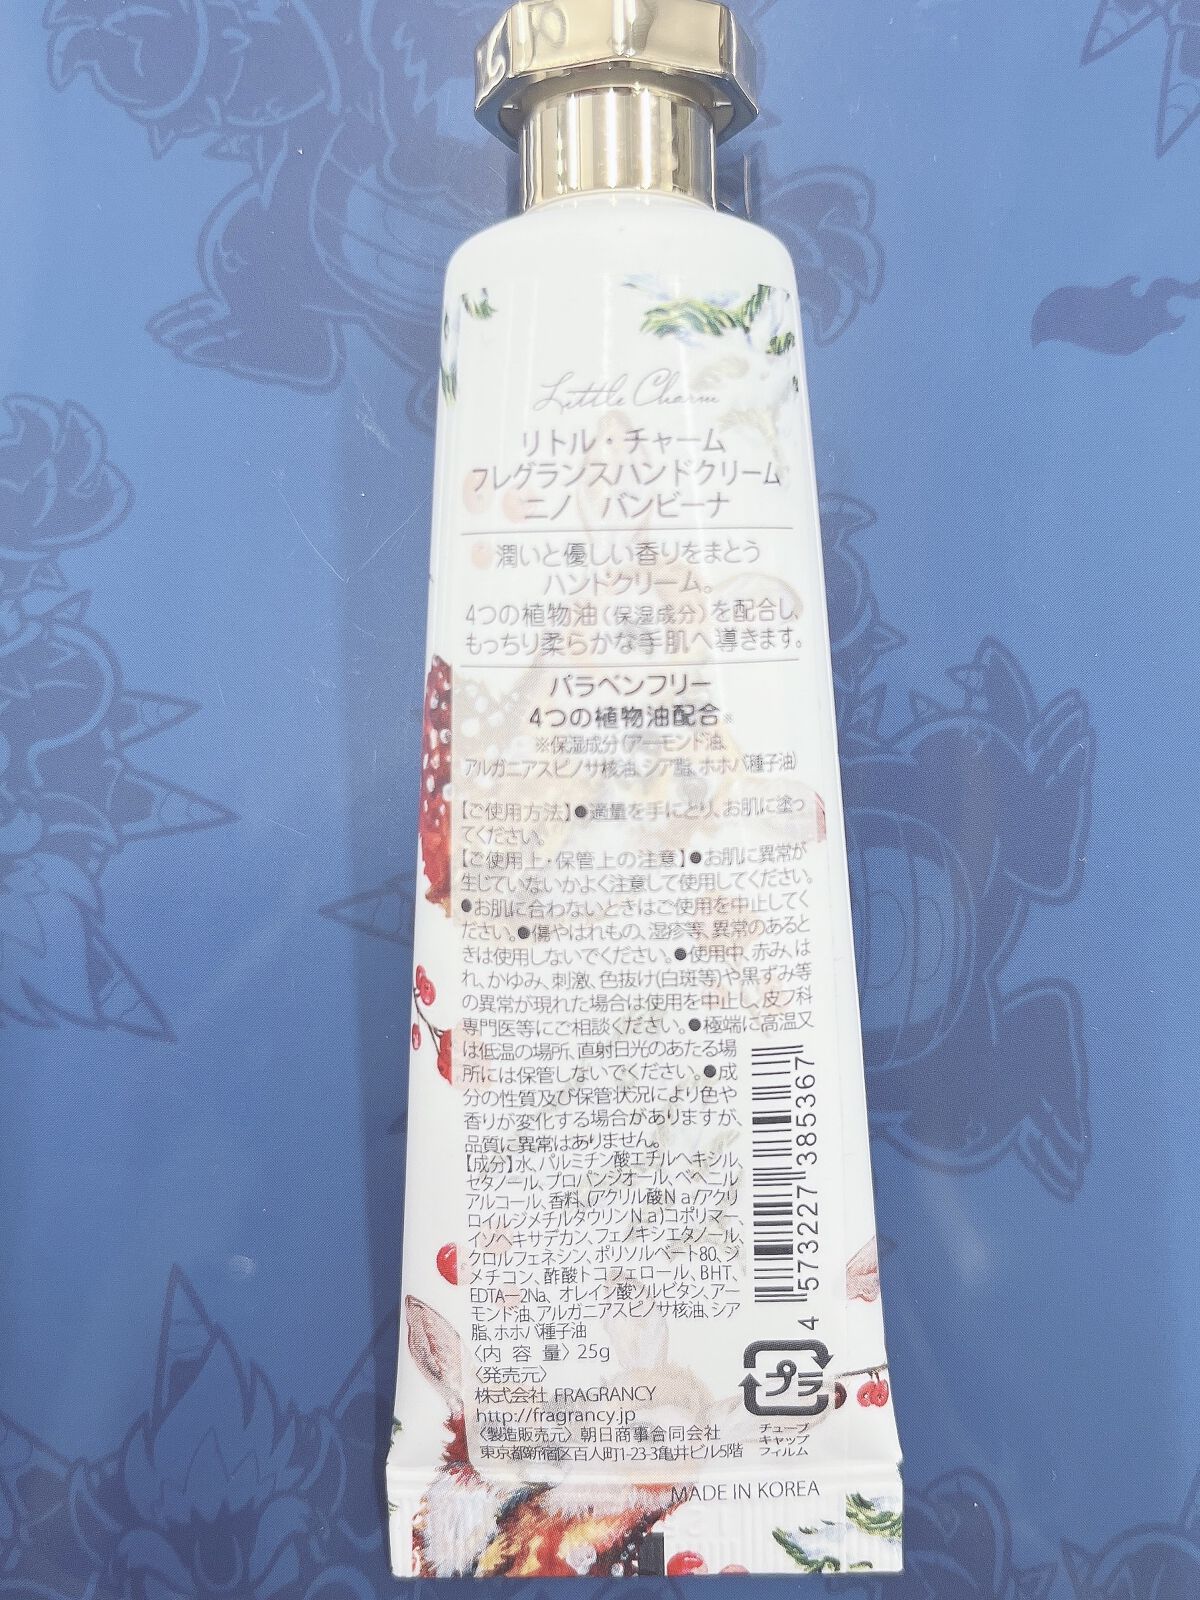 Little Charm
リトル・チャーム
フレグランスハンドクリーム
ニノ バンビーナ
潤いと優しい香りをまとう
ハンドクリーム。
4つの植物油(保湿成分)を配合し、
もっちり柔らかな手肌へ導きます。
パラベンフリー
4つの植物油配合※
※保湿成分(アーモンド油、
アルガニアスピノサ核油、シア脂、ホホバ種子油)
【ご使用方法】●適量を手にとり、お肌に塗っ
てください。
【ご使用上・保管上の注意】●お肌に異常が
生じていないかよく注意して使用してください。
●お肌に合わないときはご使用を中止してく
ださい。●傷やはれもの、湿疹等、異常のあると
きは使用しないでください。●使用中、赤み、は
れ、かゆみ、刺激、色抜け(白斑等)や黒ずみ等
の異常が現れた場合は使用を中止し、皮フ科
専門医等にご相談ください。●極端に高温又
は低温の場所、直射日光のあたる場
所には保管しないでください。●成
分の性質及び保管状況により色や
香りが変化する場合がありますが、
品質に異常はありません。
【成分】水、パルミチン酸エチルヘキシル、
セタノール、プロパンジオール、ベヘニル
アルコール、香料、(アクリル酸Na/アクリ
ロイルジメチルタウリンNa)コポリマー、
イソヘキサデカン、フェノキシエタノール、
クロルフェネシン、ポリソルベート80、ジ
メチコン、酢酸トコフェロール、BHT、
EDTA-2Na、オレイン酸ソルビタン、アー
モンド油、アルガニアスピノサ核油、シア
脂、ホホバ種子油
〈内 容 量〉25g
〈発売元〉
株式会社 FRAGRANCY
http://fragrancy.jp
〈製造販売元〉朝日商事合同会社
東京都新宿区百人町1-23-3亀井ビル5階
4 573227 385367
プラ
チューブ
キャップ
フィルム
MADE IN KOREA